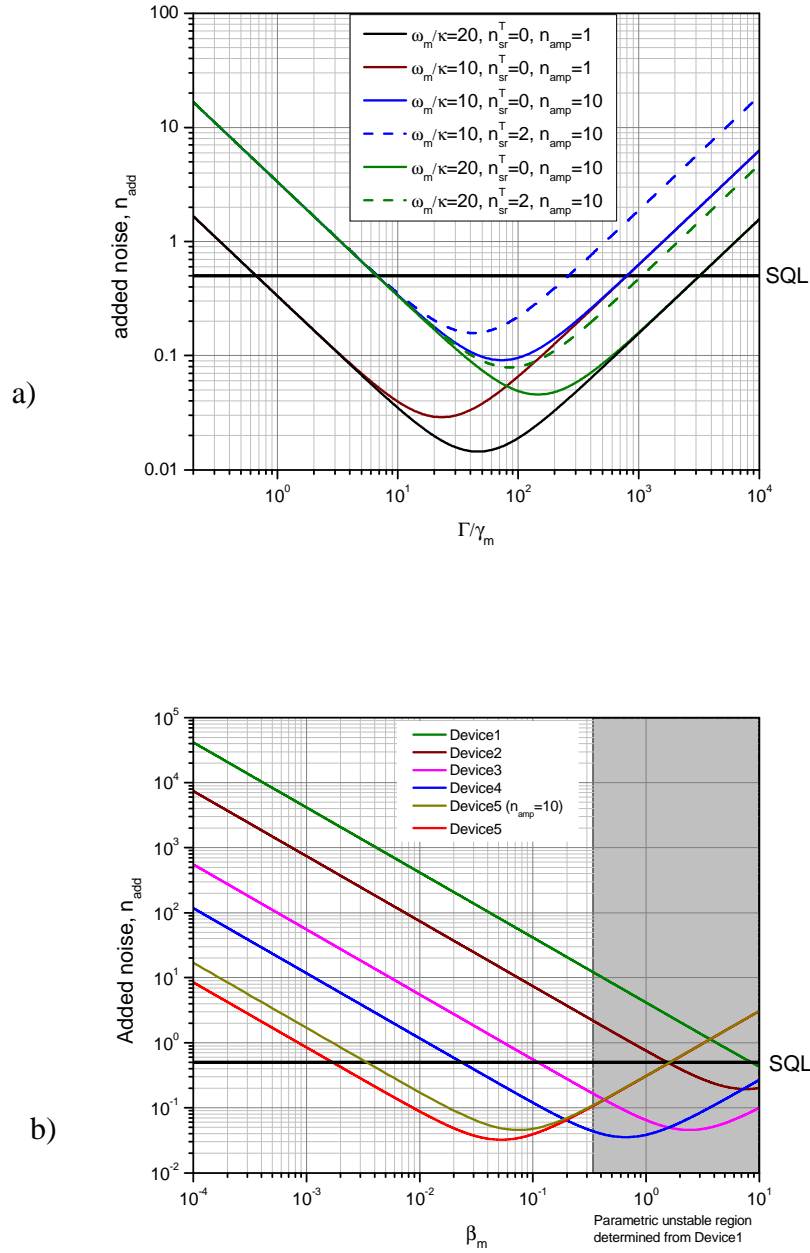 100
10
1
0.1
0.01
added noise, n_add
ω_m/κ=20, n_sr^T=0, n_amp=1
ω_m/κ=10, n_sr^T=0, n_amp=1
ω_m/κ=10, n_sr^T=0, n_amp=10
ω_m/κ=10, n_sr^T=2, n_amp=10
ω_m/κ=20, n_sr^T=0, n_amp=10
ω_m/κ=20, n_sr^T=2, n_amp=10
SQL
a)
10^0 10^1 10^2 10^3 10^4
Γ/γ_m
10^5
10^4
10^3
10^2
10^1
10^0
10^-1
10^-2
Added noise, n_add
Device1
Device2
Device3
Device4
Device5 (n_amp=10)
Device5
SQL
b)
10^-4 10^-3 10^-2 10^-1 10^0 10^1
β_m
Parametric unstable region
determined from Device1